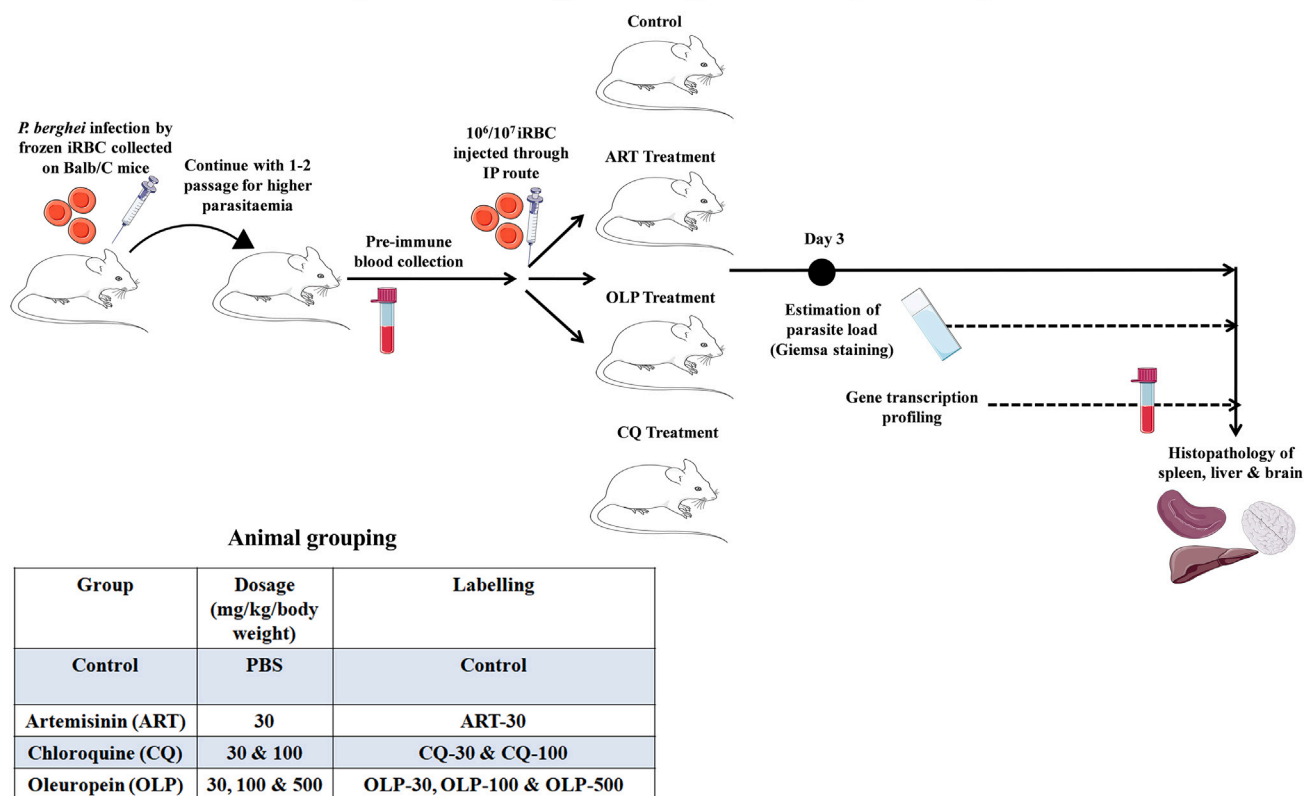 Control
P. berghei infection by
frozen iRBC collected
on Balb/C mice
Continue with 1-2
passage for higher
parasitaemia
Pre-immune
blood collection
10⁶/10⁷ iRBC
injected through
IP route
ART Treatment
OLP Treatment
CQ Treatment
Day 3
Estimation of
parasite load
(Giemsa staining)
Gene transcription
profiling
Histopathology of
spleen, liver & brain
Animal grouping
Group
Dosage
(mg/kg/body
weight)
Labelling
Control
PBS
Control
Artemisinin (ART)
30
ART-30
Chloroquine (CQ)
30 & 100
CQ-30 & CQ-100
Oleuropein (OLP)
30, 100 & 500
OLP-30, OLP-100 & OLP-500